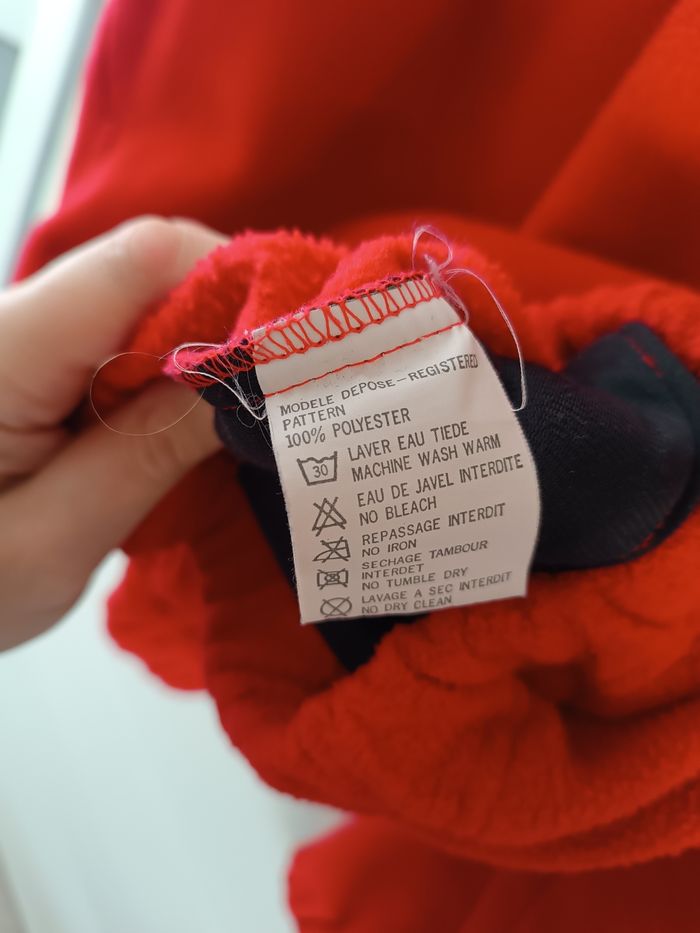 MODELE DEPOSE–REGISTERED
PATTERN
100% POLYESTER
30
LAVER EAU TIEDE
MACHINE WASH WARM
EAU DE JAVEL INTERDITE
NO BLEACH
REPASSAGE INTERDIT
NO IRON
SECHAGE TAMBOUR
INTERDET
NO TUMBLE DRY
LAVAGE A SEC INTERDIT
NO DRY CLEAN